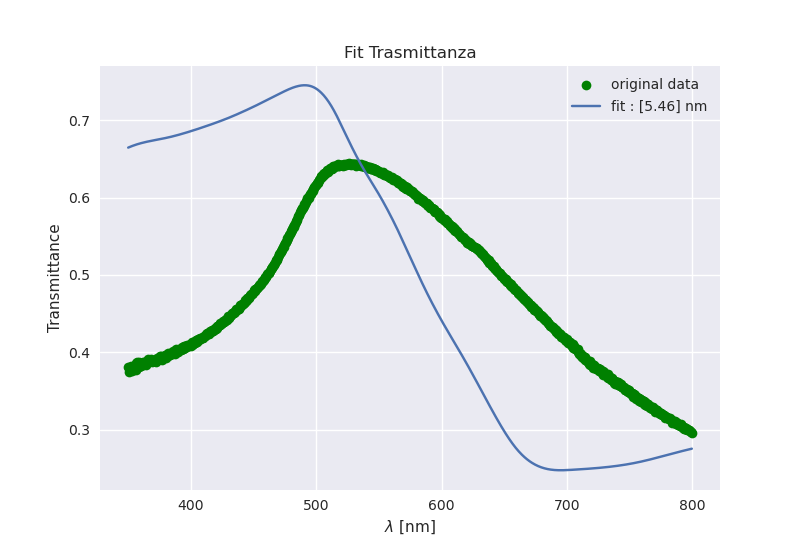 Fit Trasmittanza
original data
fit : [5.46] nm
Transmittance
0.7
0.6
0.5
0.4
0.3
400 500 600 700 800
λ [nm]